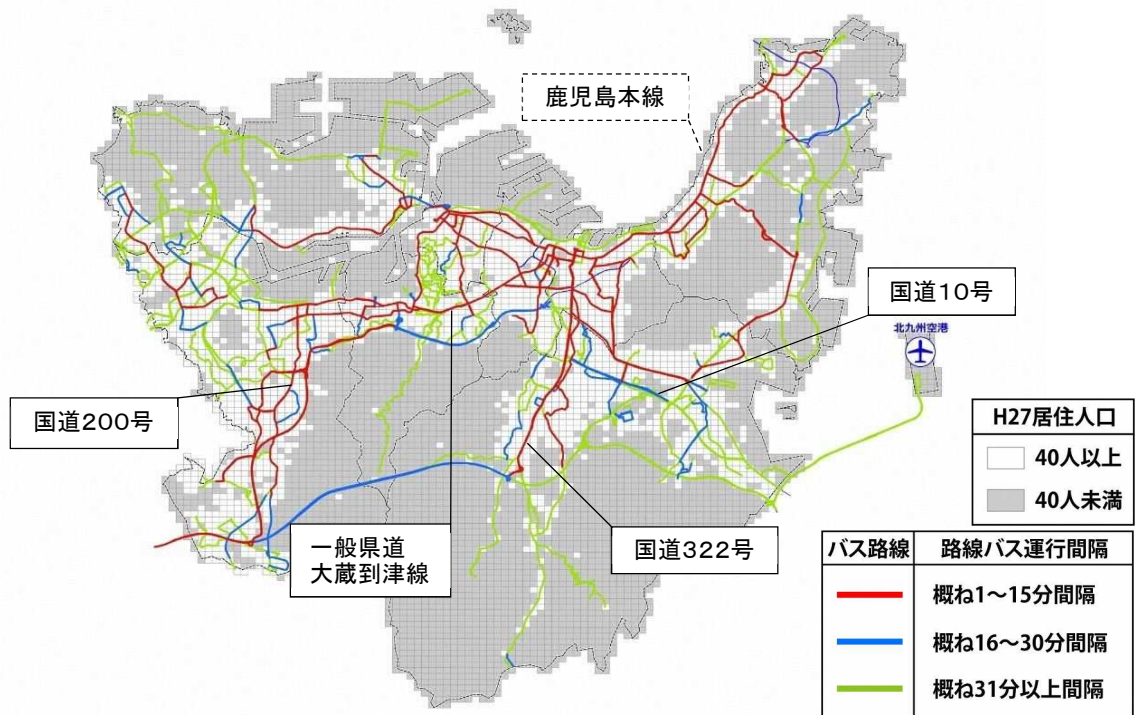 鹿児島本線
国道10号
北九州空港
国道200号
H27居住人口
40人以上
40人未満
一般県道
大蔵到津線
国道322号
バス路線 路線バス運行間隔
概ね1～15分間隔
概ね16～30分間隔
概ね31分以上間隔